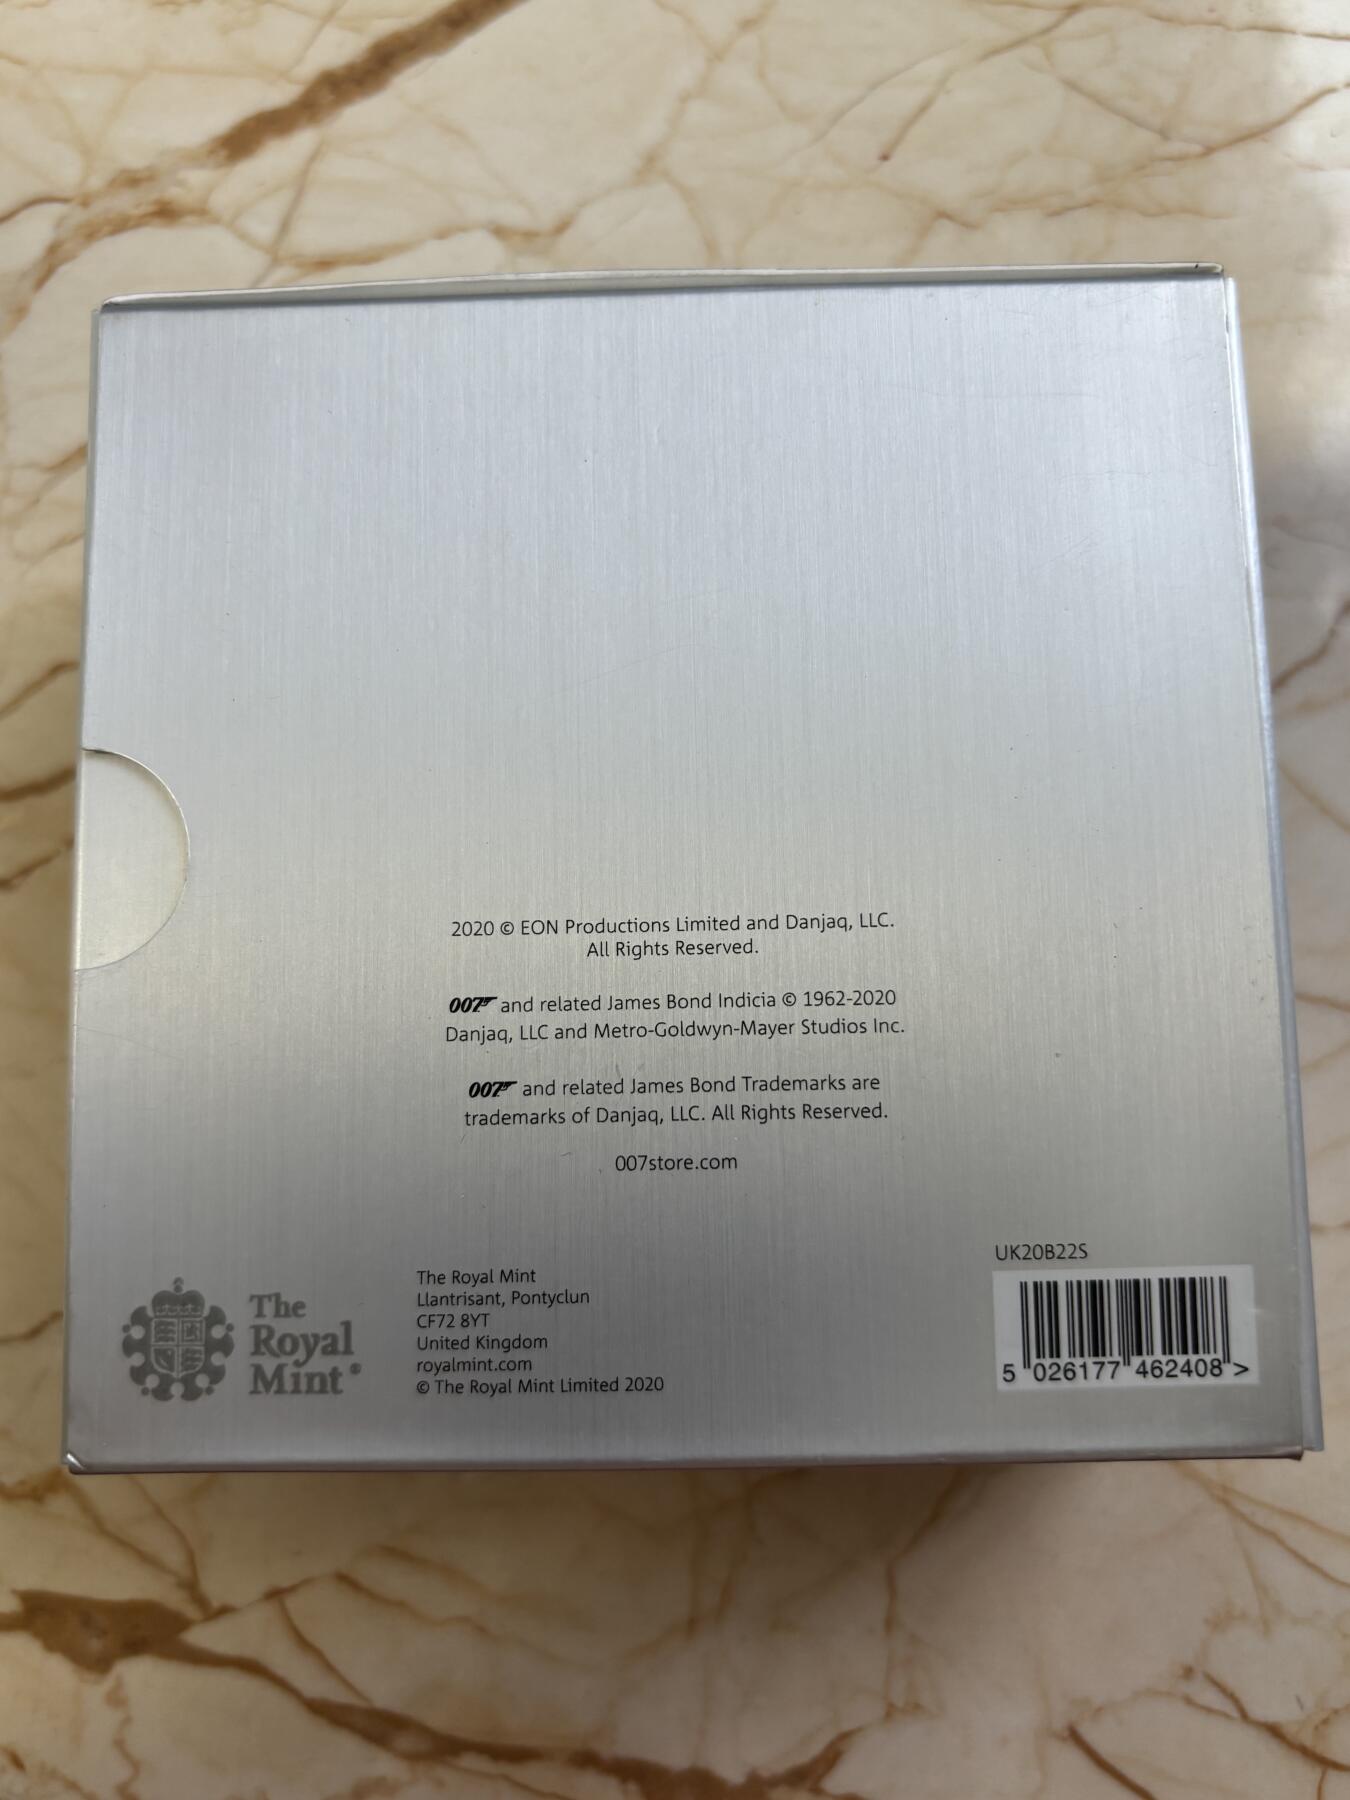 2020 © EON Productions Limited and Danjaq, LLC.
All Rights Reserved.
007 and related James Bond Indicia © 1962-2020
Danjaq, LLC and Metro-Goldwyn-Mayer Studios Inc.
007 and related James Bond Trademarks are
trademarks of Danjaq, LLC. All Rights Reserved.
007store.com
The
Royal
Mint®
The Royal Mint
Llantrisant, Pontyclun
CF72 8YT
United Kingdom
royalmint.com
© The Royal Mint Limited 2020
UK20B22S
5 026177 462408 >